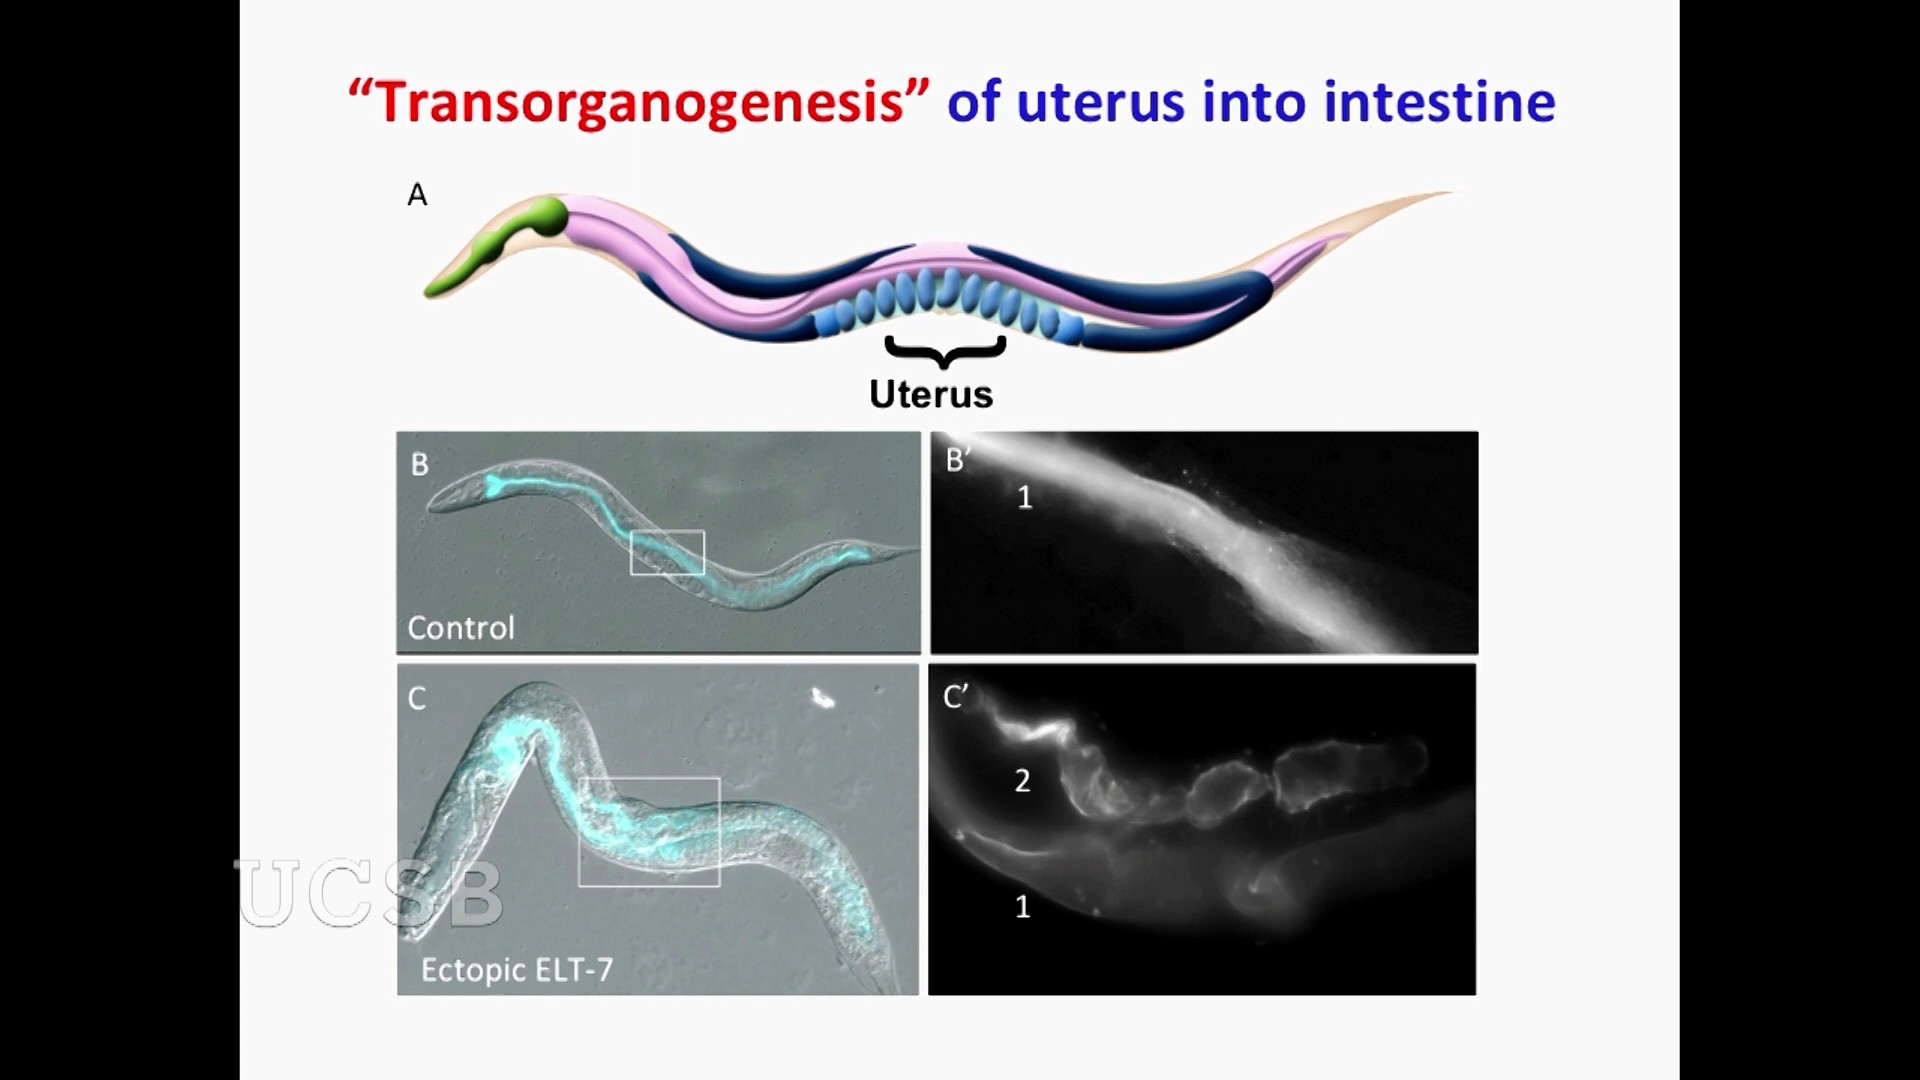 “Transorganogenesis” of uterus into intestine
A
Uterus
B
Control
B’
1
C
UCSB
Ectopic ELT-7
C’
2
1